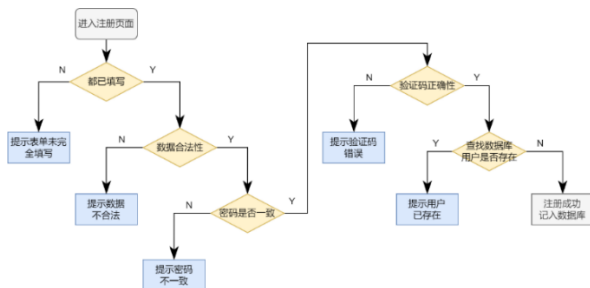 进入注册页面
N
Y
都已填写
提示表单未完
全填写
N
Y
数据合法性
提示数据
不合法
N
Y
密码是否一致
提示密码
不一致
N
Y
验证码正确性
提示验证码
错误
Y
N
查找数据库
用户是否存在
提示用户
已存在
注册成功
记入数据库